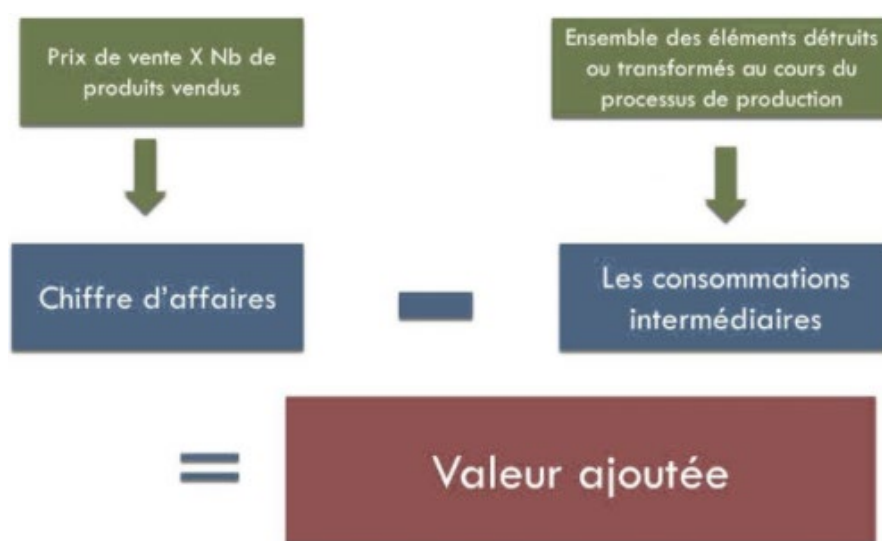 Prix de vente X Nb de
produits vendus
Ensemble des éléments détruits
ou transformés au cours du
processus de production
Chiffre d'affaires
Les consommations
intermédiaires
Valeur ajoutée